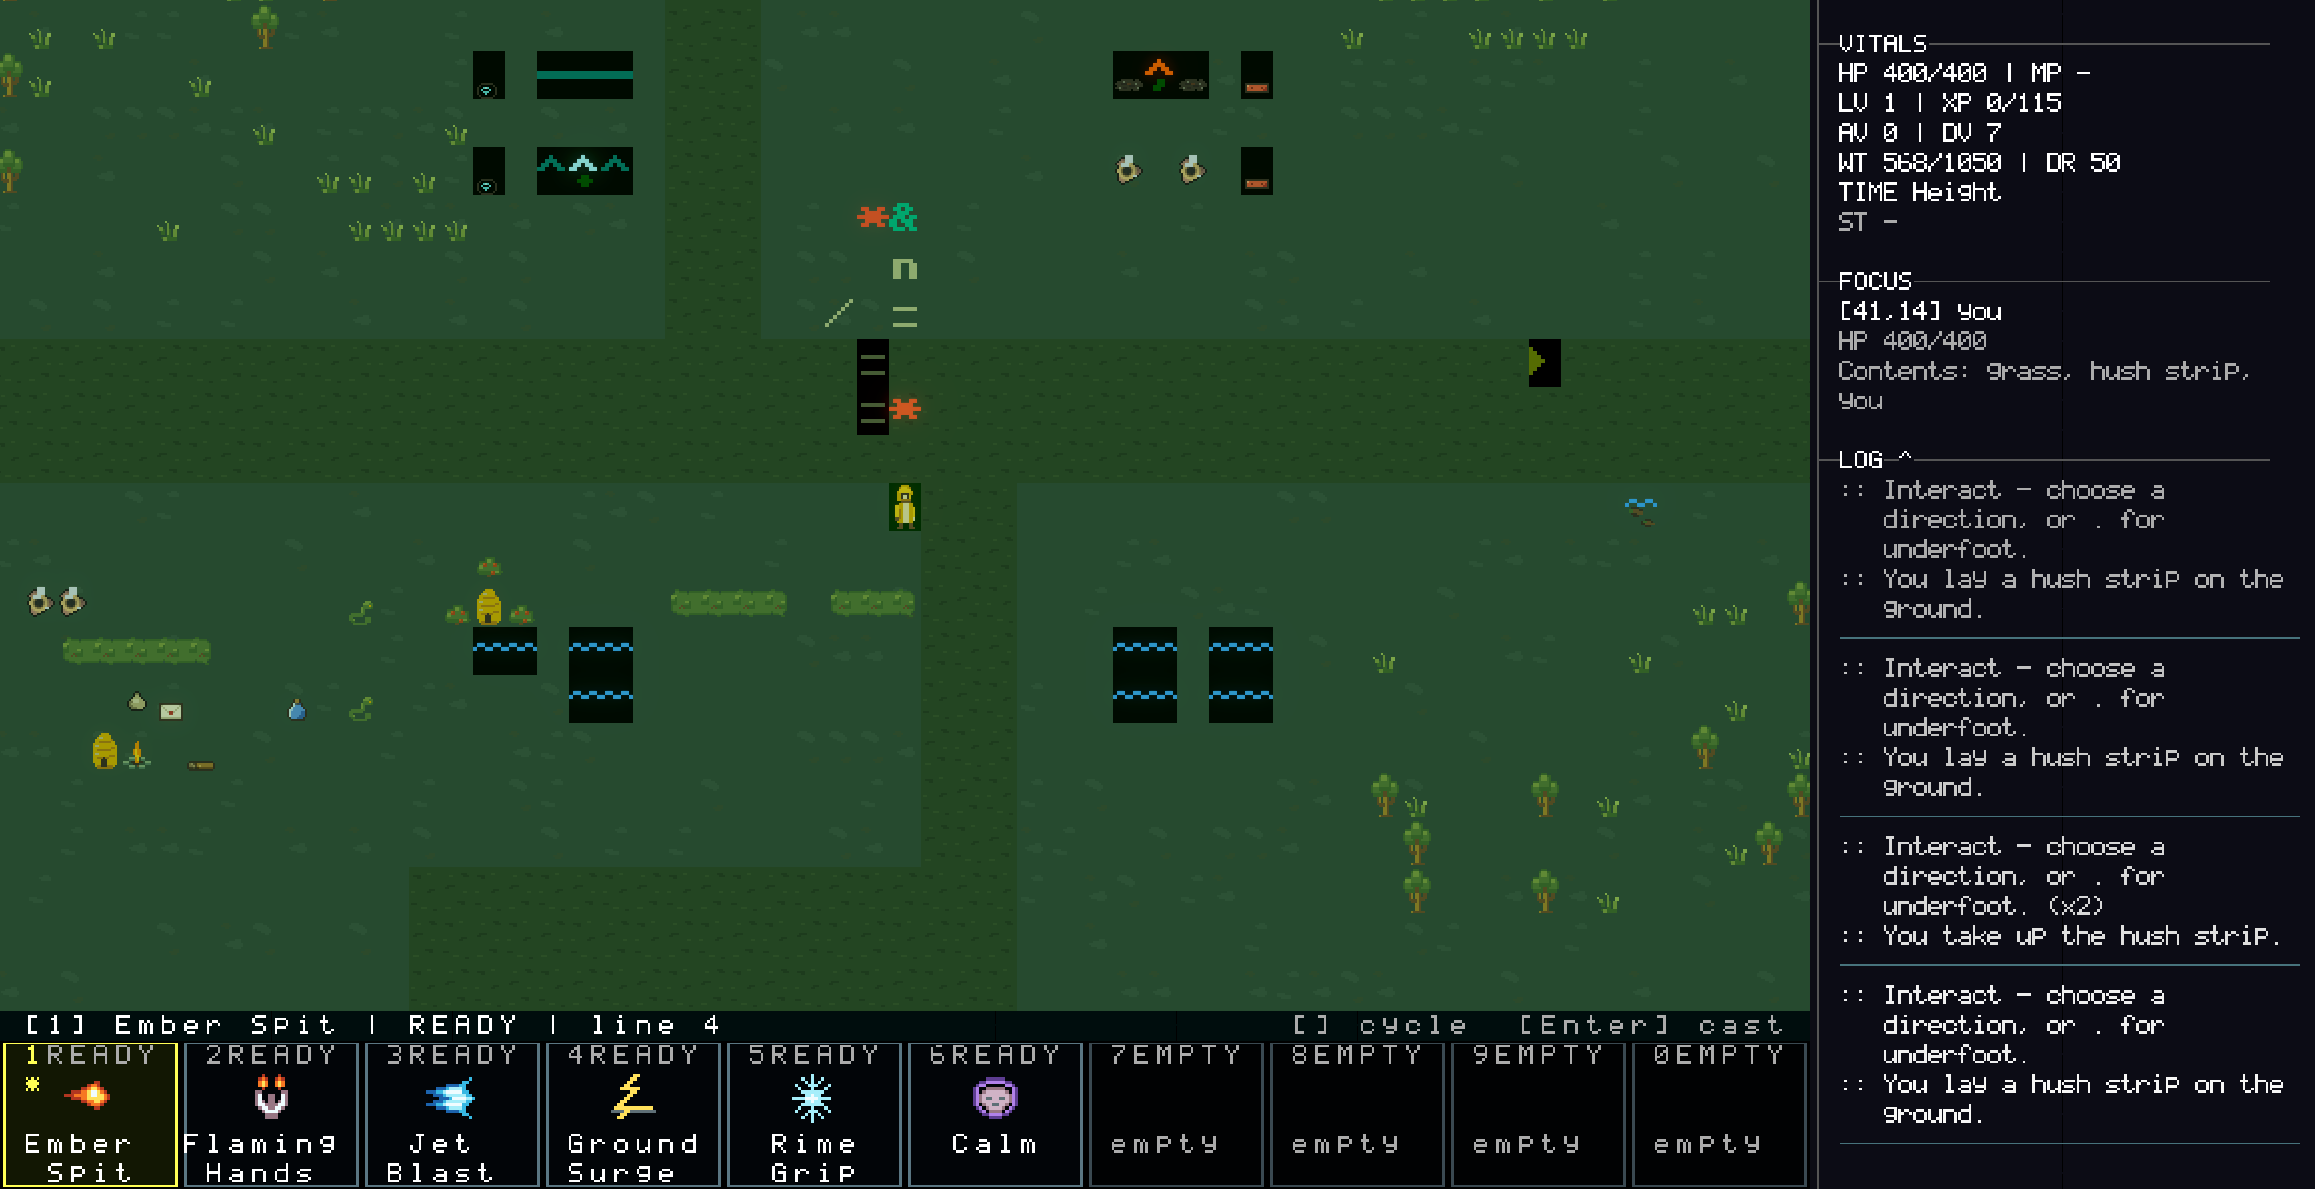 VITALS
HP 400/400 | MP -
LV 1 | XP 0/115
AV 0 | DV 7
WT 568/1050 | DR 50
TIME Height
ST -
FOCUS
[41,14] you
HP 400/400
Contents: grass, hush strip,
you
LOG ^
:: Interact - choose a
direction, or . for
underfoot.
:: You lay a hush strip on the
ground.
:: Interact - choose a
direction, or . for
underfoot.
:: You lay a hush strip on the
ground.
:: Interact - choose a
direction, or . for
underfoot. (x2)
:: You take up the hush strip.
:: Interact - choose a
direction, or . for
underfoot.
:: You lay a hush strip on the
ground.
&
n
[1] Ember Spit | READY | line 4
[] cycle [Enter] cast
1READY 2READY 3READY 4READY 5READY 6READY 7EMPTY 8EMPTY 9EMPTY 0EMPTY
Ember Flaming Jet Ground Rime Calm empty empty empty empty
Spit Hands Blast Surge Grip